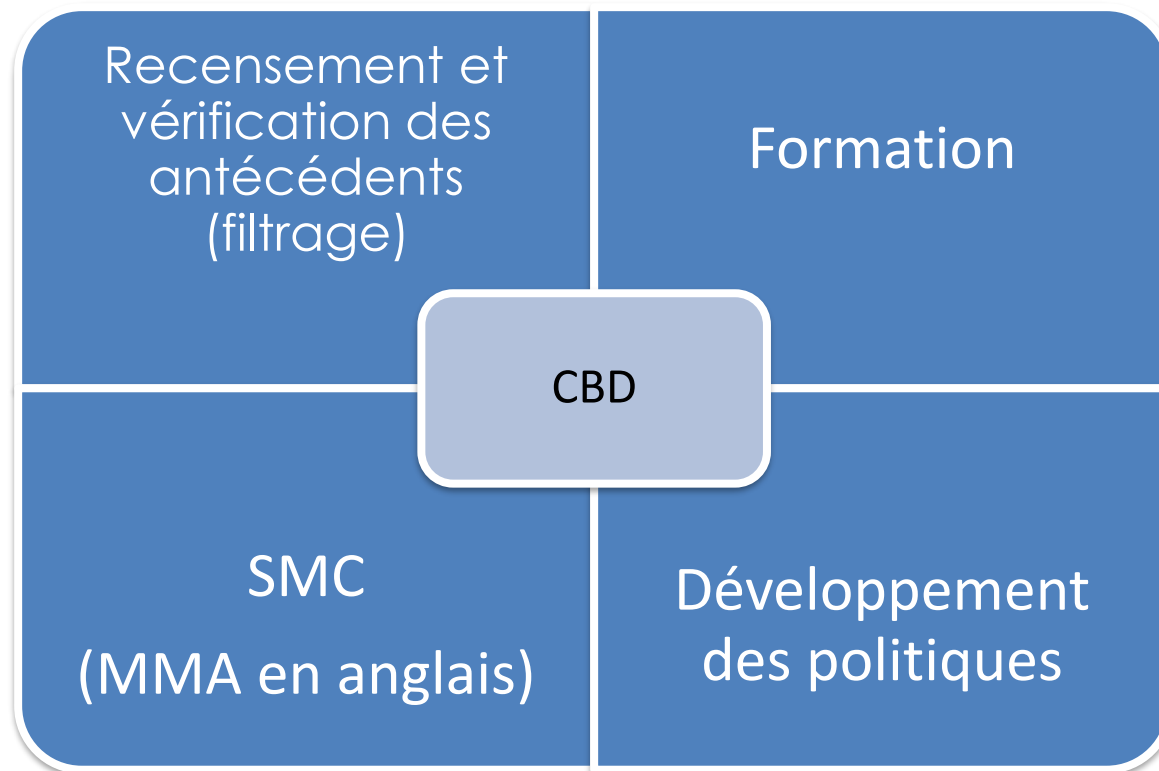 Recensement et
vérification des
antécédents
(filtrage)
Formation
CBD
SMC
(MMA en anglais)
Développement
des politiques